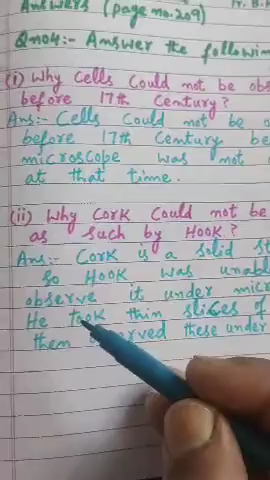 Answers (page no. 209)
Q no4:- Answer the
(i) Why Cells Could not be
before 17th Century?
Ans:- Cells Could not be
before 17th Century
microscope was not
at that time.
(ii) Why Cork Could not be
as such by Hook?
Ans:- Cork is a solid
So Hook was
observe it under
He took thin slices of
them these under